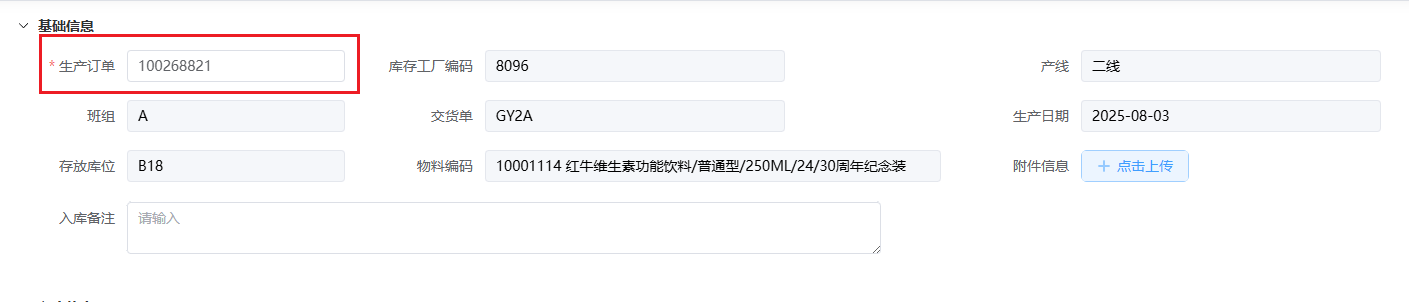 基础信息
* 生产订单 100268821 库存工厂编码 8096 产线 二线
班组 A 交货单 GY2A 生产日期 2025-08-03
存放库位 B18 物料编码 10001114 红牛维生素功能饮料/普通型/250ML/24/30周年纪念装 附件信息 + 点击上传
入库备注 请输入